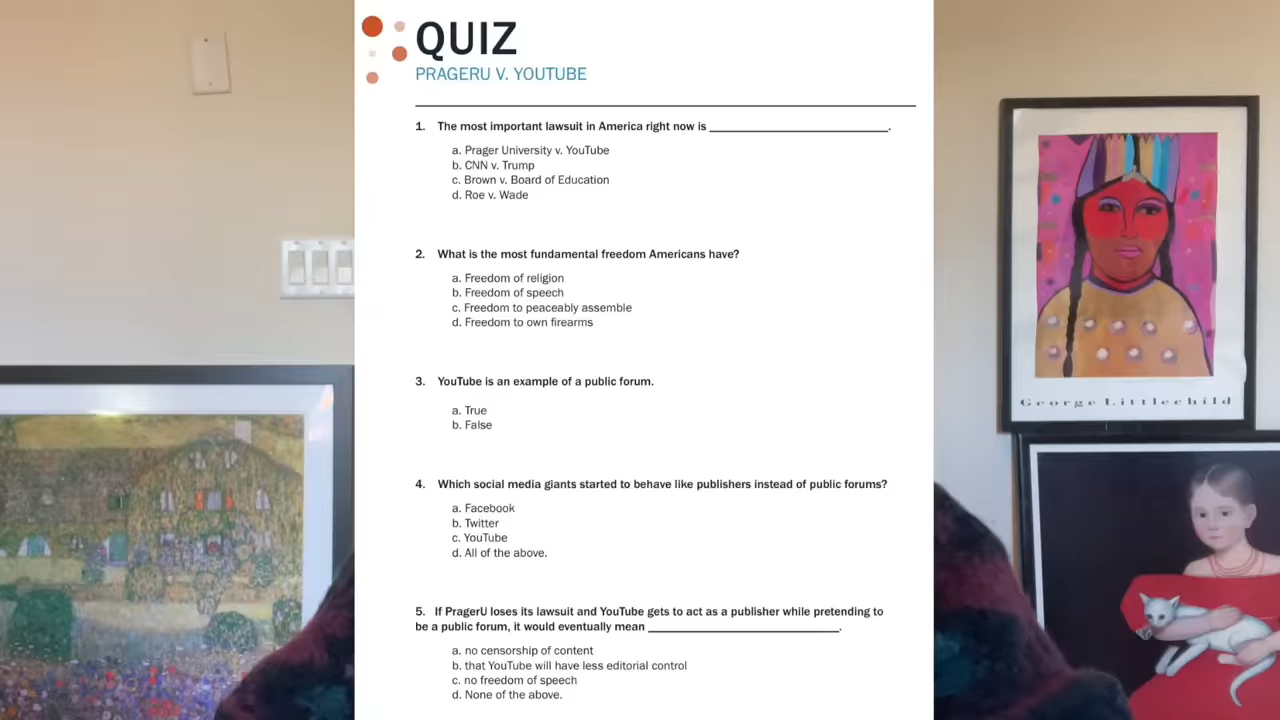 QUIZ
PRAGERU V. YOUTUBE
1. The most important lawsuit in America right now is ______________________________.
a. Prager University v. YouTube
b. CNN v. Trump
c. Brown v. Board of Education
d. Roe v. Wade
2. What is the most fundamental freedom Americans have?
a. Freedom of religion
b. Freedom of speech
c. Freedom to peaceably assemble
d. Freedom to own firearms
3. YouTube is an example of a public forum.
a. True
b. False
4. Which social media giants started to behave like publishers instead of public forums?
a. Facebook
b. Twitter
c. YouTube
d. All of the above.
5. If PragerU loses its lawsuit and YouTube gets to act as a publisher while pretending to
be a public forum, it would eventually mean ______________________________.
a. no censorship of content
b. that YouTube will have less editorial control
c. no freedom of speech
d. None of the above.
George Littlechild